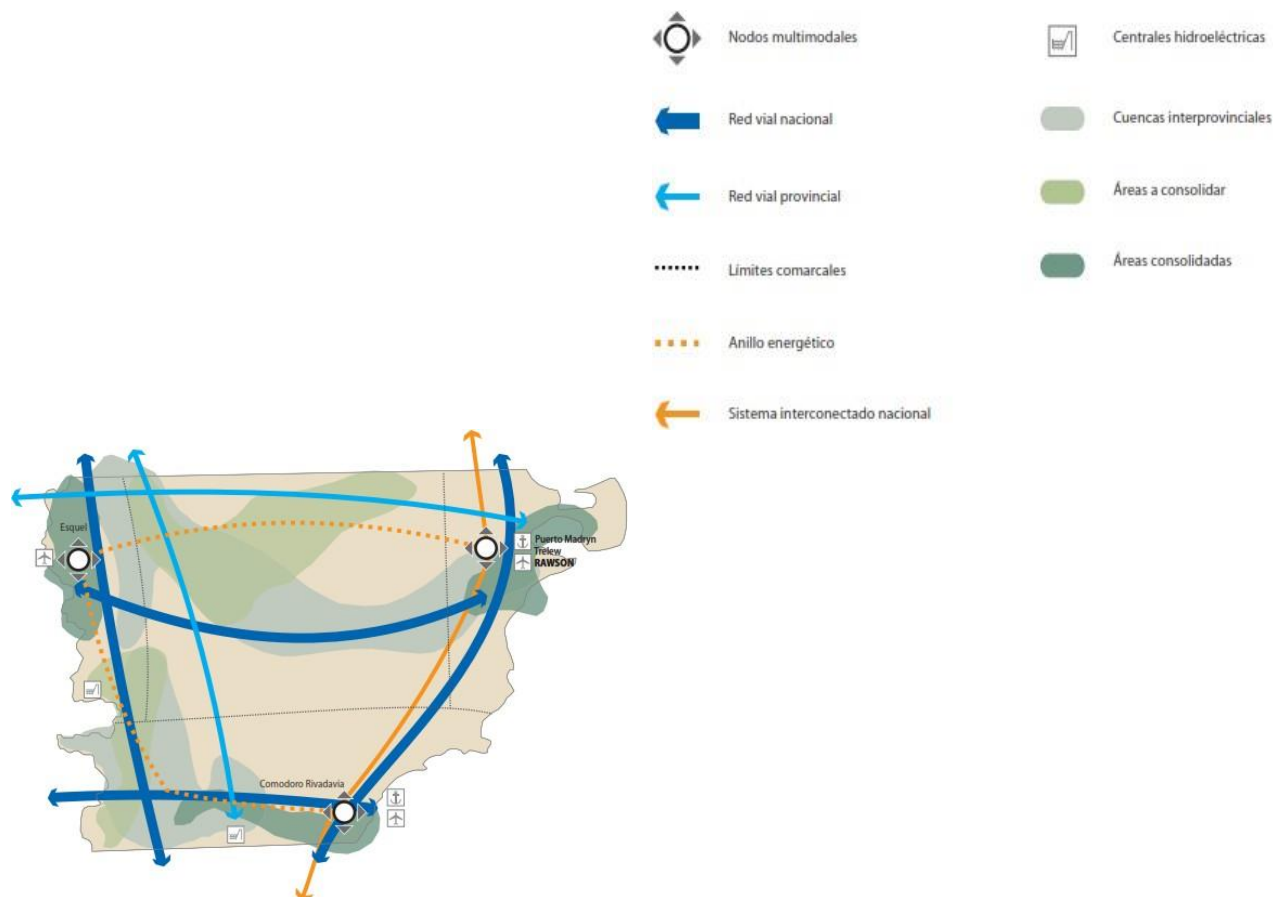 Nodos multimodales
Centrales hidroeléctricas
Red vial nacional
Cuencas interprovinciales
Red vial provincial
Áreas a consolidar
Límites comarcales
Áreas consolidadas
Anillo energético
Sistema interconectado nacional
Esquel
Puerto Madryn
Trelew
RAWSON
Comodoro Rivadavia